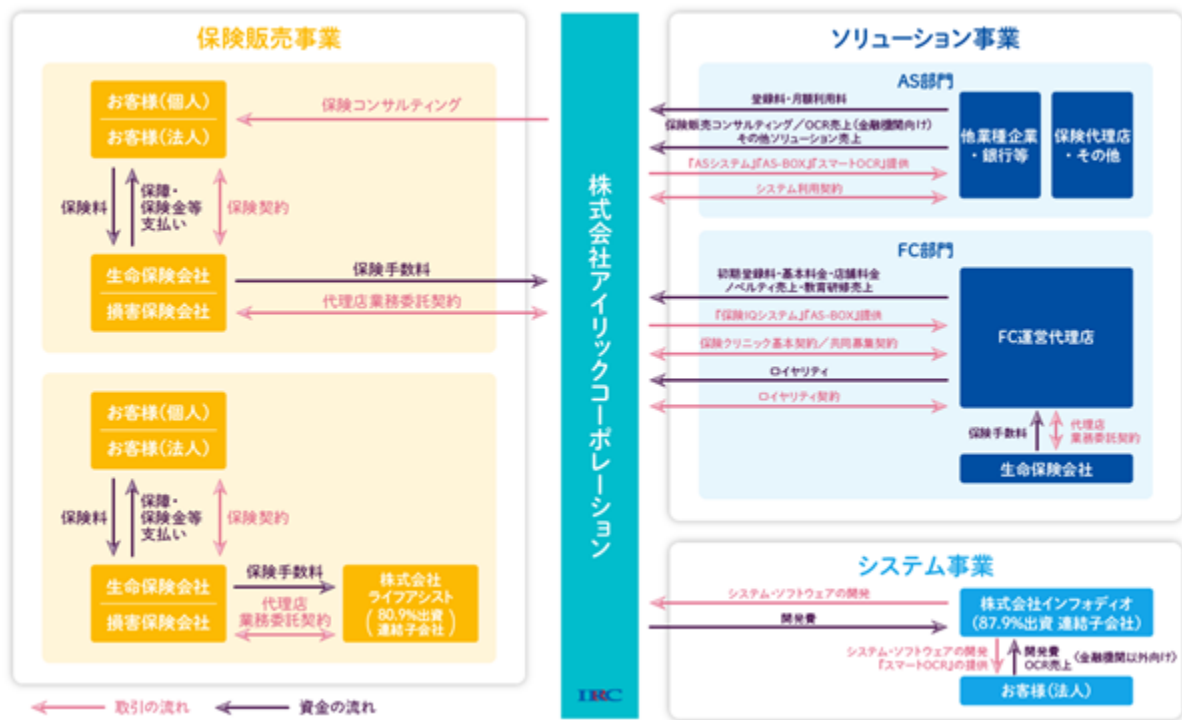 保険販売事業
お客様(個人)
お客様(法人)
保険コンサルティング
保険料
保障・
保険金等
支払い
保険契約
生命保険会社
損害保険会社
保険手数料
代理店業務委託契約
お客様(個人)
お客様(法人)
保険料
保障・
保険金等
支払い
保険契約
生命保険会社
損害保険会社
保険手数料
代理店
業務委託契約
株式会社
ライフアシスト
(80.9%出資
連結子会社)
取引の流れ
資金の流れ
株式会社アイリックコーポレーション
IRRC
ソリューション事業
AS部門
登録料・月額利用料
保険販売コンサルティング/OCR売上(金融機関向け)
その他ソリューション売上
『ASシステム』『AS-BOX』『スマートOCR』提供
システム利用契約
他業種企業
・銀行等
保険代理店
・その他
FC部門
初期登録料・基本料金・店舗料金
ノベルティ売上・教育研修売上
『保険IQシステム』『AS-BOX』提供
保険クリニック基本契約/共同募集契約
ロイヤリティ
ロイヤリティ契約
FC運営代理店
保険手数料
代理店
業務委託契約
生命保険会社
システム事業
システム・ソフトウェアの開発
開発費
株式会社インフォディオ
(87.9%出資 連結子会社)
システム・ソフトウェアの開発
『スマートOCR』の提供
開発費
OCR売上
(金融機関以外向け)
お客様(法人)